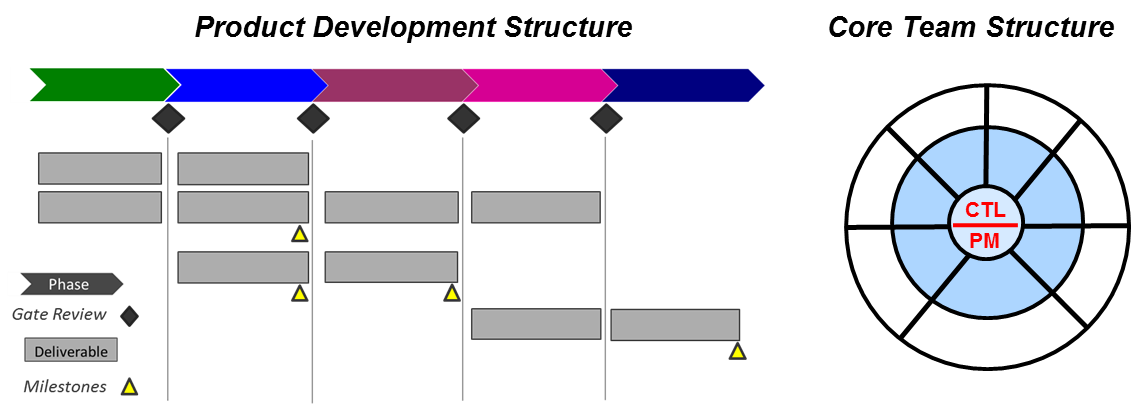 Product Development Structure
Core Team Structure
CTL
PM
Phase
Gate Review
Deliverable
Milestones